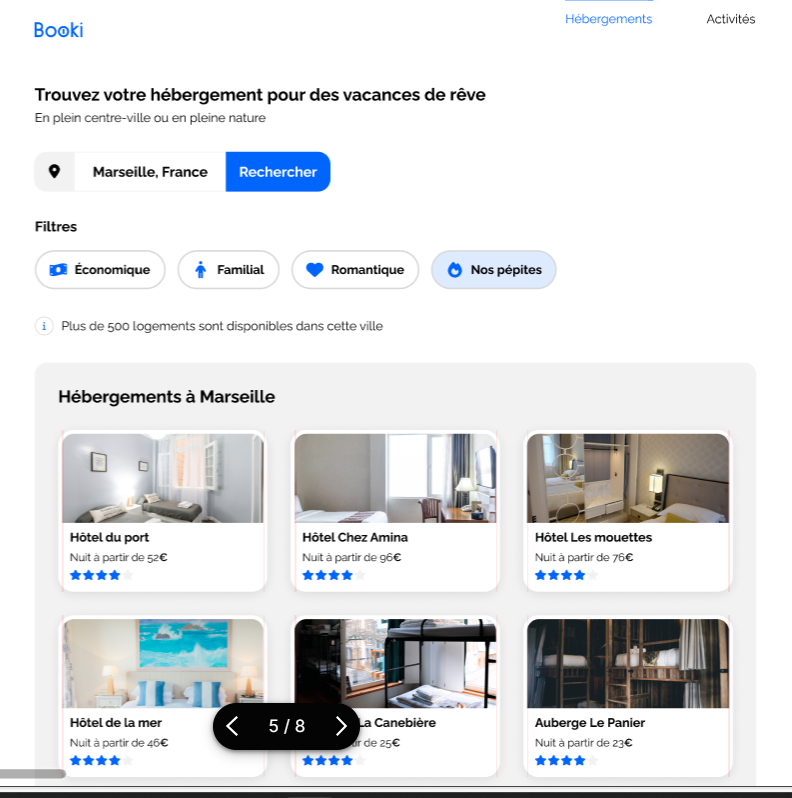 Booki
Hébergements
Activités
Trouvez votre hébergement pour des vacances de rêve
En plein centre-ville ou en pleine nature
Marseille, France
Rechercher
Filtres
Économique
Familial
Romantique
Nos pépites
i
Plus de 500 logements sont disponibles dans cette ville
Hébergements à Marseille
Hôtel du port
Nuit à partir de 52€
Hôtel Chez Amina
Nuit à partir de 96€
Hôtel Les mouettes
Nuit à partir de 76€
Hôtel de la mer
Nuit à partir de 46€
La Canebière
de 25€
Auberge Le Panier
Nuit à partir de 23€
5 / 8